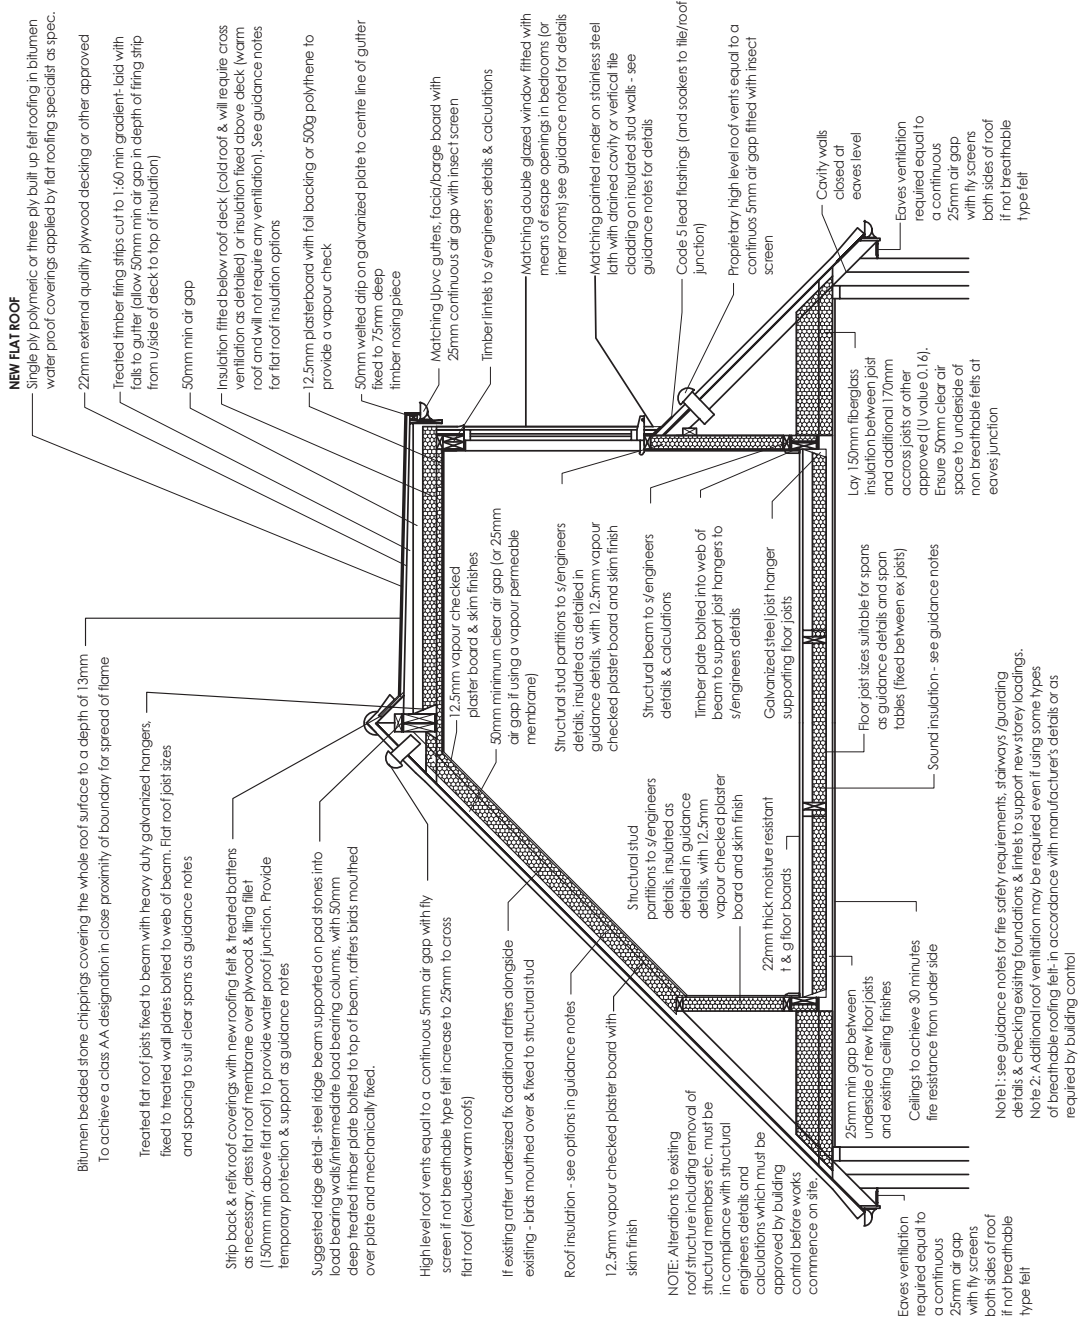 Bitumen bedded stone chippings covering the whole roof surface to a depth of 13mm
To achieve a class AA designation in close proximity of boundary for spread of flame
Treated flat roof joists fixed to beam with heavy duty galvanized hangers,
fixed to treated wall plates bolted to web of beam. Flat roof joist sizes
and spacing to suit clear spans as guidance notes
Strip back & refix roof coverings with new roofing felt & treated battens
as necessary, dress flat roof membrane over plywood & tiling fillet
(150mm min above flat roof) to provide water proof junction. Provide
temporary protection & support as guidance notes
Suggested ridge detail- steel ridge beam supported on pad stones into
load bearing walls/intermediate load bearing columns. with 50mm
deep treated timber plate bolted to top of beam, rafters birds mouthed
over plate and mechanically fixed.
High level roof vents equal to a continuous 5mm air gap with fly
screen if not breathable type felt increase to 25mm to cross
flat roof (excludes warm roofs)
If existing rafter undersized fix additional rafters alongside
existing - birds mouthed over & fixed to structural stud
Roof insulation - see options in guidance notes
12.5mm vapour checked plaster board with
skim finish
NOTE: Alterations to existing
roof structure including removal of
structural members etc. must be
in compliance with structural
engineers details and
calculations which must be
approved by building
control before works
commence on site.
Eaves ventilation
required equal to
a continuous
25mm air gap
with fly screens
both sides of roof
if not breathable
type felt
NEW FLAT ROOF
Single ply polymeric or three ply built up felt roofing in bitumen
water proof coverings applied by flat roofing specialist as spec.
22mm external quality plywood decking or other approved
Treated timber firing strips cut to 1:60 min gradient- laid with
falls to gutter (allow 50mm min air gap in depth of firing strip
from u/side of deck to top of insulation)
50mm min air gap
Insulation fitted below roof deck (cold roof & will require cross
ventilation as detailed) or insulation fixed above deck (warm
roof and will not require any ventilation). See guidance notes
for flat roof insulation options
12.5mm plasterboard with foil backing or 500g polythene to
provide a vapour check
50mm welted drip on galvanized plate to centre line of gutter
fixed to 75mm deep
timber nosing piece
Matching Upvc gutters, facia/barge board with
25mm continuous air gap with insect screen
Timber lintels to s/engineers details & calculations
Matching double glazed window fitted with
means of esape openings in bedrooms (or
inner rooms) see guidance noted for details
Matching painted render on stainless steel
lath with drained cavity or vertical tile
cladding on insulated stud walls - see
guidance notes for details
Code 5 lead flashings (and soakers to tile/roof
junction)
Proprietary high level roof vents equal to a
continuos 5mm air gap fitted with insect
screen
Cavity walls
closed at
eaves level
Eaves ventilation
required equal to
a continuous
25mm air gap
with fly screens
both sides of roof
if not breathable
type felt
12.5mm vapour checked
plaster board & skim finishes
50mm minimum clear air gap (or 25mm
air gap if using a vapour permeable
membrane)
Structural stud partitions to s/engineers
details, insulated as detailed in
guidance details, with 12.5mm vapour
checked plaster board and skim finish
Structural beam to s/engineers
details & calculations
Timber plate bolted into web of
beam to support joist hangers to
s/engineers details
Galvanized steel joist hanger
supporting floor joists
Structural stud
partitions to s/engineers
details, insulated as
detailed in guidance
details, with 12.5mm
vapour checked plaster
board and skim finish
22mm thick moisture resistant
t & g floor boards
Lay 150mm fiberglass
insulation between joist
and additional 170mm
accross joists or other
approved (U value 0.16).
Ensure 50mm clear air
space to underside of
non breathable felts at
eaves junction
Floor joist sizes suitable for spans
as guidance details and span
tables (fixed between ex joists)
Sound insulation - see guidance notes
25mm min gap between
underside of new floor joists
and existing ceiling finishes
Ceilings to achieve 30 minutes
fire resistance from under side
Note1: see guidance notes for fire safety requirements, stairways /guarding
details & checking exisitng foundations & lintels to support new storey loadings.
Note 2: Additional roof ventilation may be required even if using some types
of breathable roofing felt- in accordance with manufacturer's details or as
required by building control